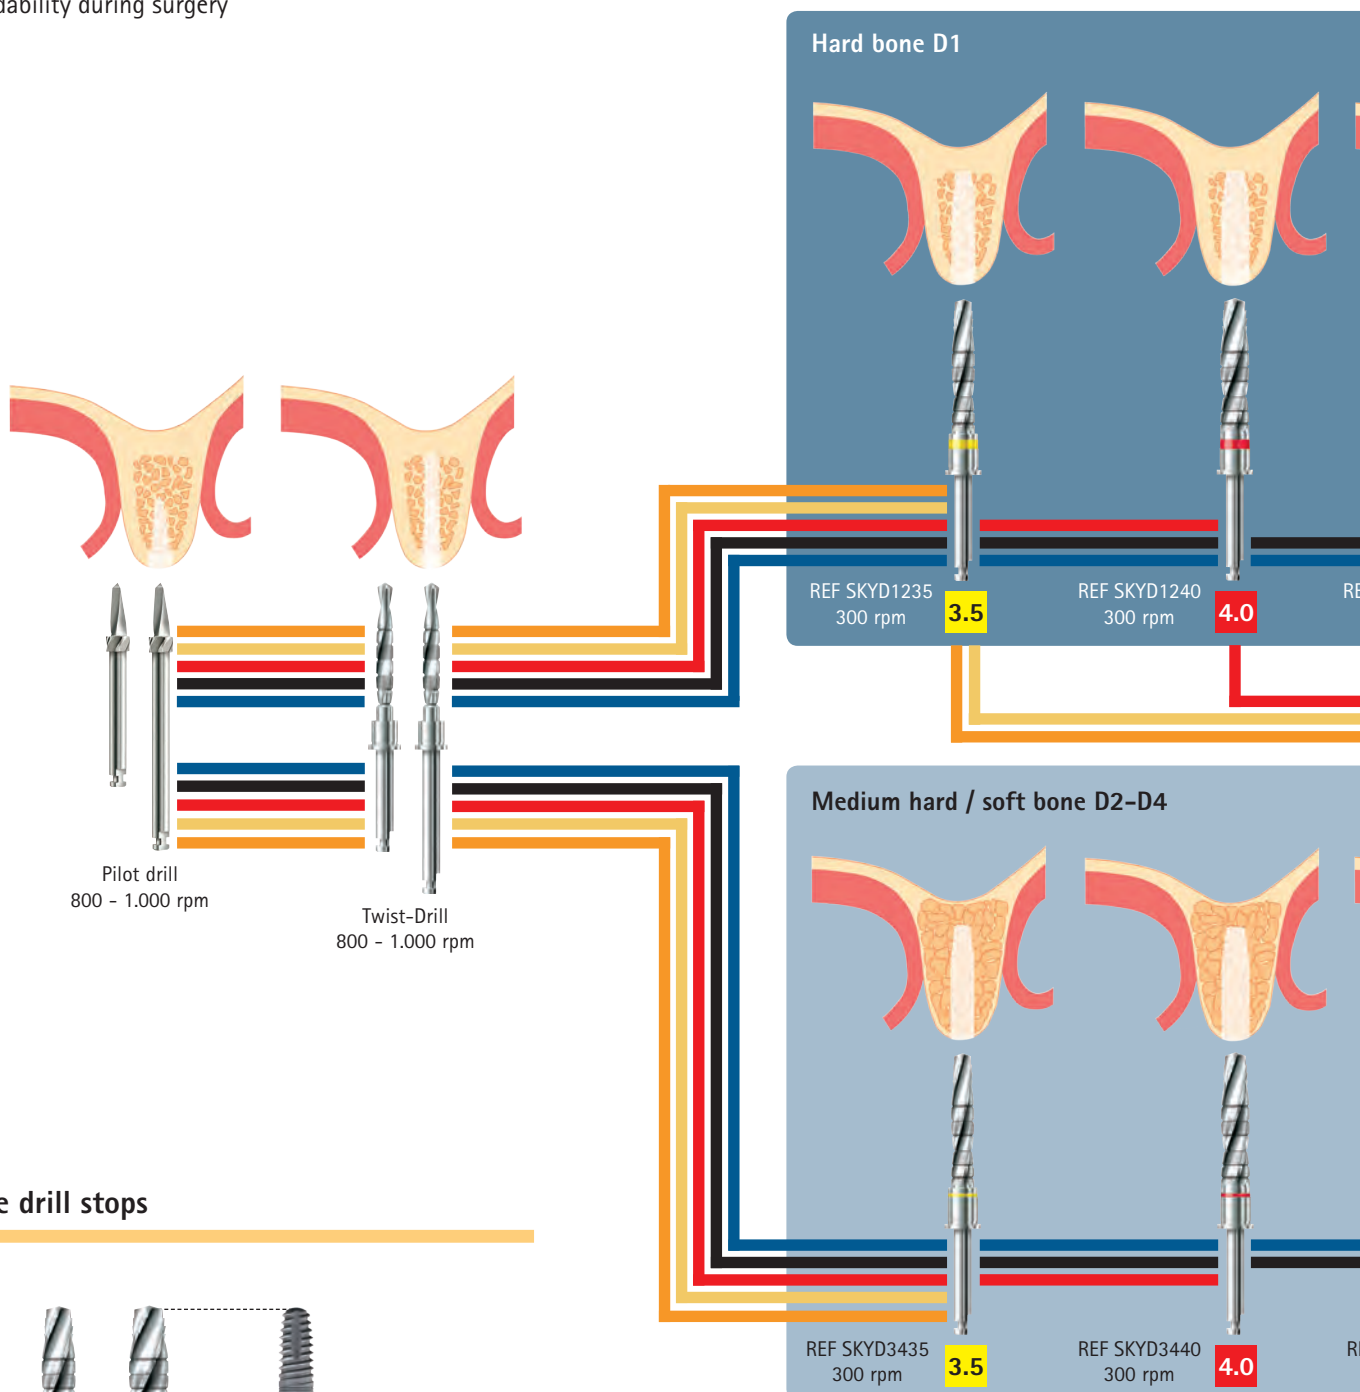 during surgery
Hard bone D1
REF SKYD1235
300 rpm
3.5
REF SKYD1240
300 rpm
4.0
Pilot drill
800 - 1.000 rpm
Twist-Drill
800 - 1.000 rpm
Medium hard / soft bone D2-D4
drill stops
REF SKYD3435
300 rpm
3.5
REF SKYD3440
300 rpm
4.0